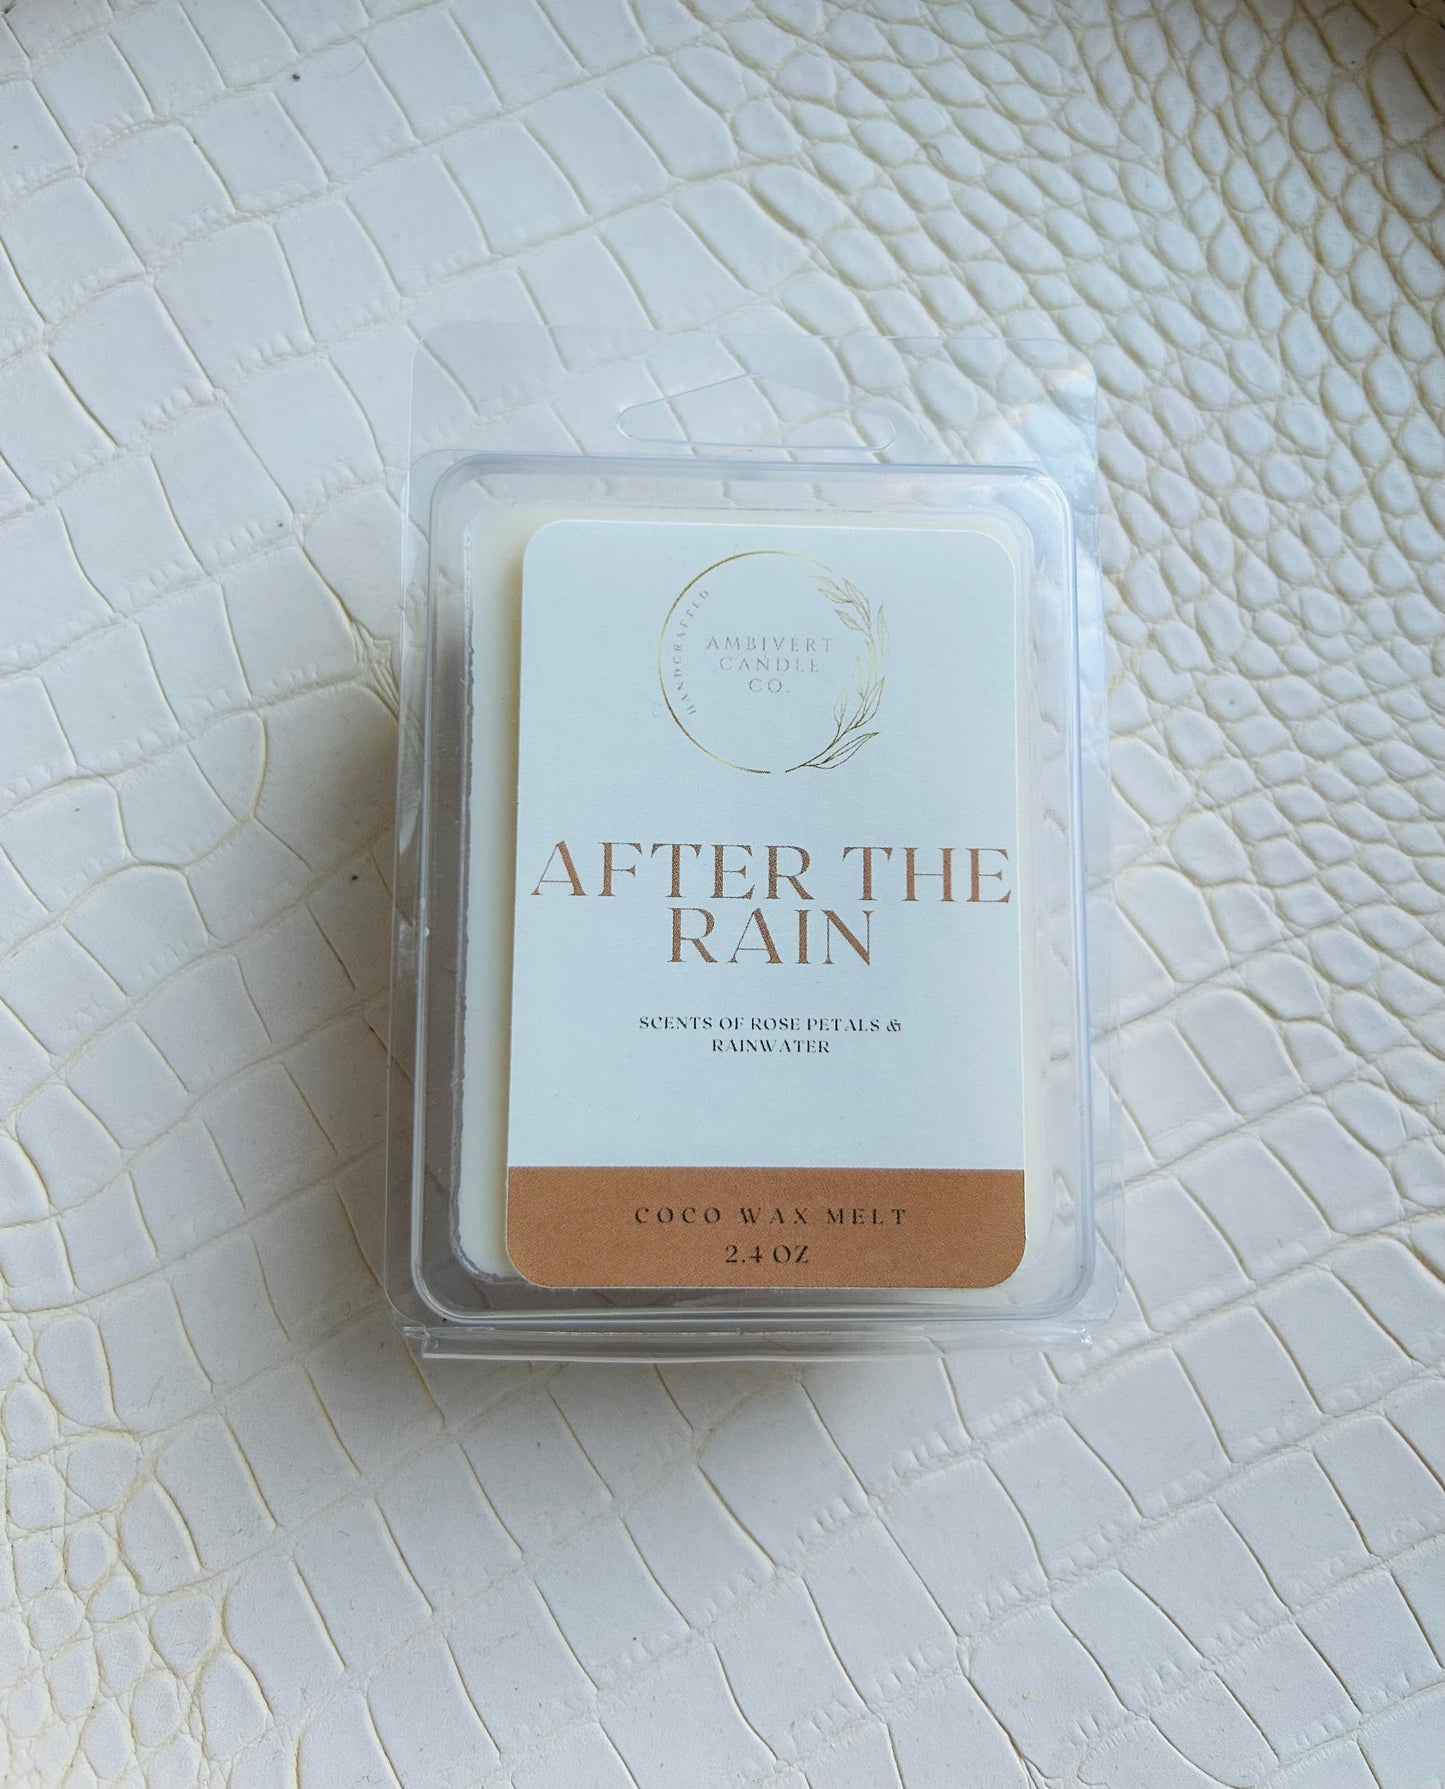 HANDCRAFTED
AMBIVERT
CANDLE
CO.
AFTER THE
RAIN
SCENTS OF ROSE PETALS &
RAINWATER
COCO WAX MELT
2.4 OZ